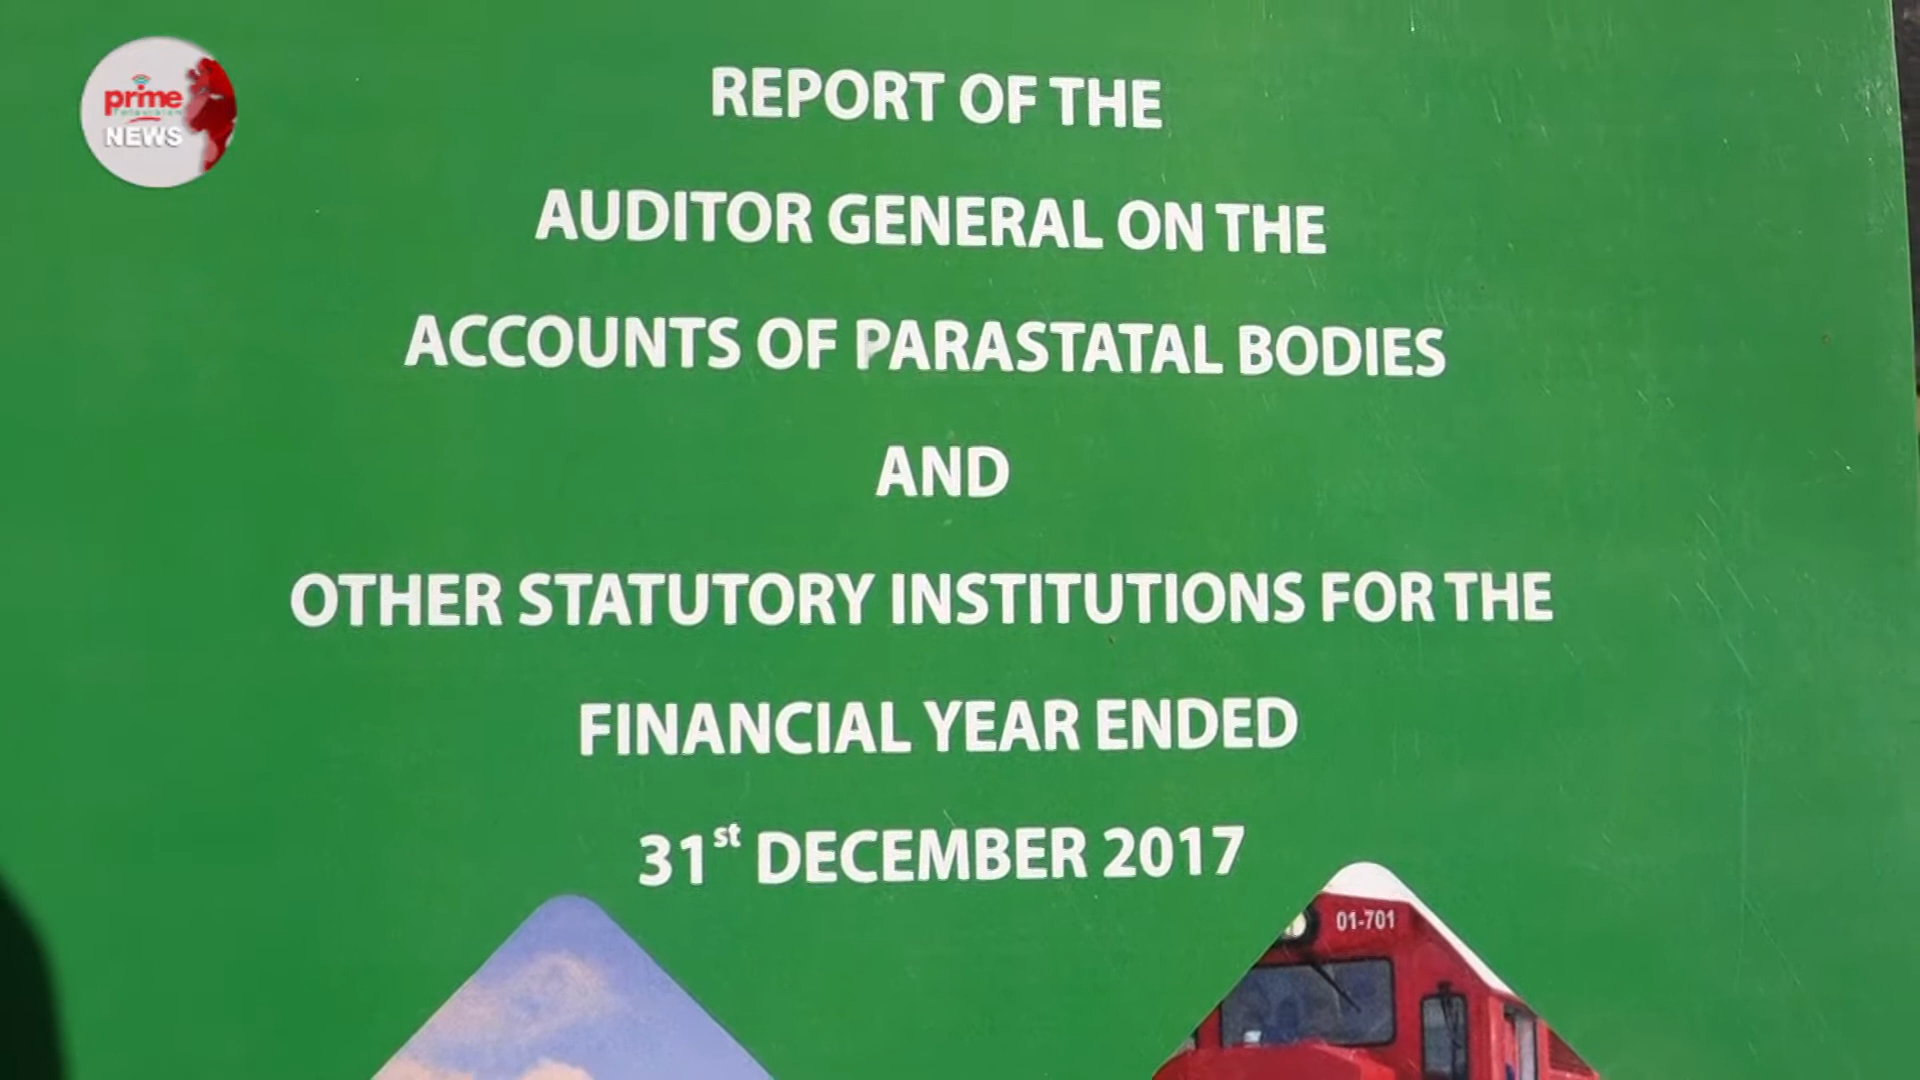 prime
Television
NEWS
REPORT OF THE
AUDITOR GENERAL ON THE
ACCOUNTS OF PARASTATAL BODIES
AND
OTHER STATUTORY INSTITUTIONS FOR THE
FINANCIAL YEAR ENDED
31st DECEMBER 2017
01-701